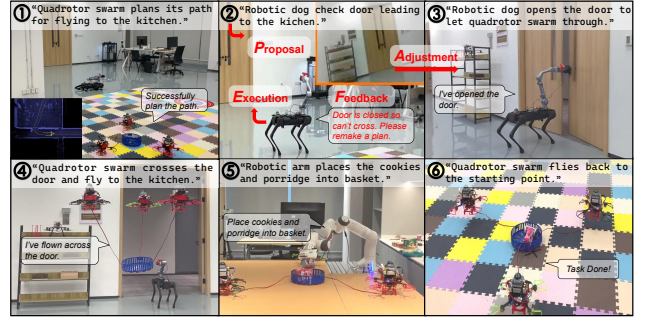 ① "Quadrotor swarm plans its path
for flying to the kitchen."
Successfully
plan the path.
② "Robotic dog check door leading
to the kichen."
Proposal
Adjustment
Execution
Feedback
Door is closed so
can't cross. Please
remake a plan.
③ "Robotic dog opens the door to
let quadrotor swarm through."
I've opened the
door.
④ "Quadrotor swarm crosses the
door and fly to the kitchen."
I've flown across
the door.
⑤ "Robotic arm places the cookies
and porridge into basket."
Place cookies and
porridge into basket.
⑥ "Quadrotor swarm flies back to
the starting point."
Task Done!